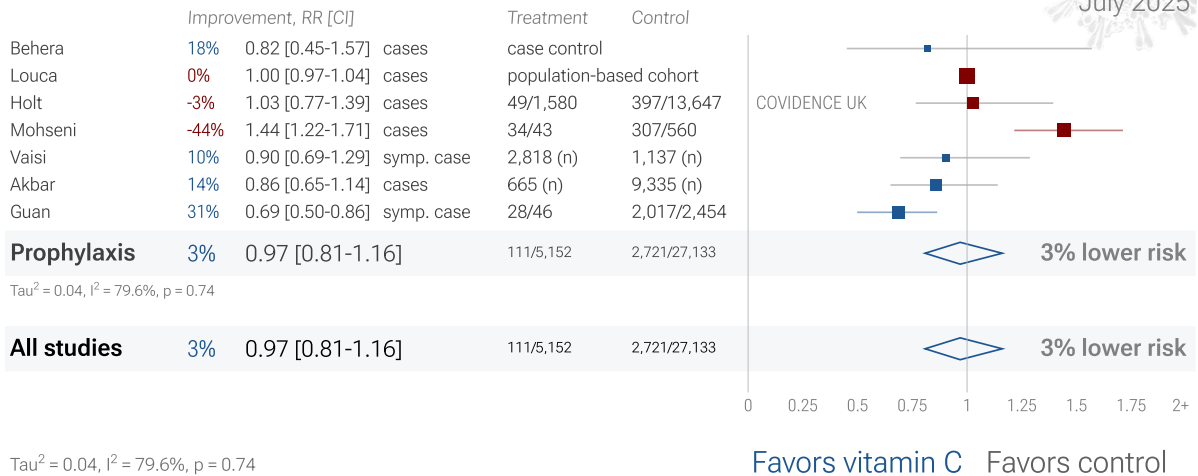 July 2025
Improvement, RR [CI] Treatment Control
Behera 18% 0.82 [0.45-1.57] cases case control
Louca 0% 1.00 [0.97-1.04] cases population-based cohort
Holt -3% 1.03 [0.77-1.39] cases 49/1,580 397/13,647 COVIDENCE UK
Mohseni -44% 1.44 [1.22-1.71] cases 34/43 307/560
Vaisi 10% 0.90 [0.69-1.29] symp. case 2,818 (n) 1,137 (n)
Akbar 14% 0.86 [0.65-1.14] cases 665 (n) 9,335 (n)
Guan 31% 0.69 [0.50-0.86] symp. case 28/46 2,017/2,454
Prophylaxis 3% 0.97 [0.81-1.16] 111/5,152 2,721/27,133 3% lower risk
Tau² = 0.04, I² = 79.6%, p = 0.74
All studies 3% 0.97 [0.81-1.16] 111/5,152 2,721/27,133 3% lower risk
0 0.25 0.5 0.75 1 1.25 1.5 1.75 2+
Tau² = 0.04, I² = 79.6%, p = 0.74 Favors vitamin C Favors control